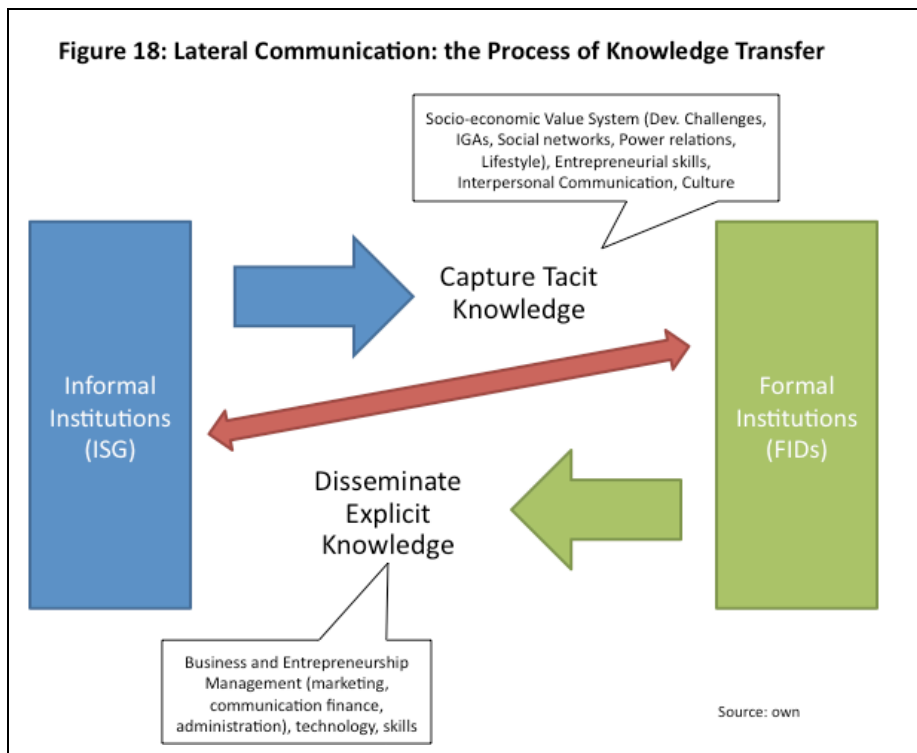 Figure 18: Lateral Communication: the Process of Knowledge Transfer
Socio-economic Value System (Dev. Challenges,
IGAs, Social networks, Power relations,
Lifestyle), Entrepreneurial skills,
Interpersonal Communication, Culture
Capture Tacit
Knowledge
Informal
Institutions
(ISG)
Formal
Institutions
(FIDs)
Disseminate
Explicit
Knowledge
Business and Entrepreneurship
Management (marketing,
communication finance,
administration), technology, skills
Source: own